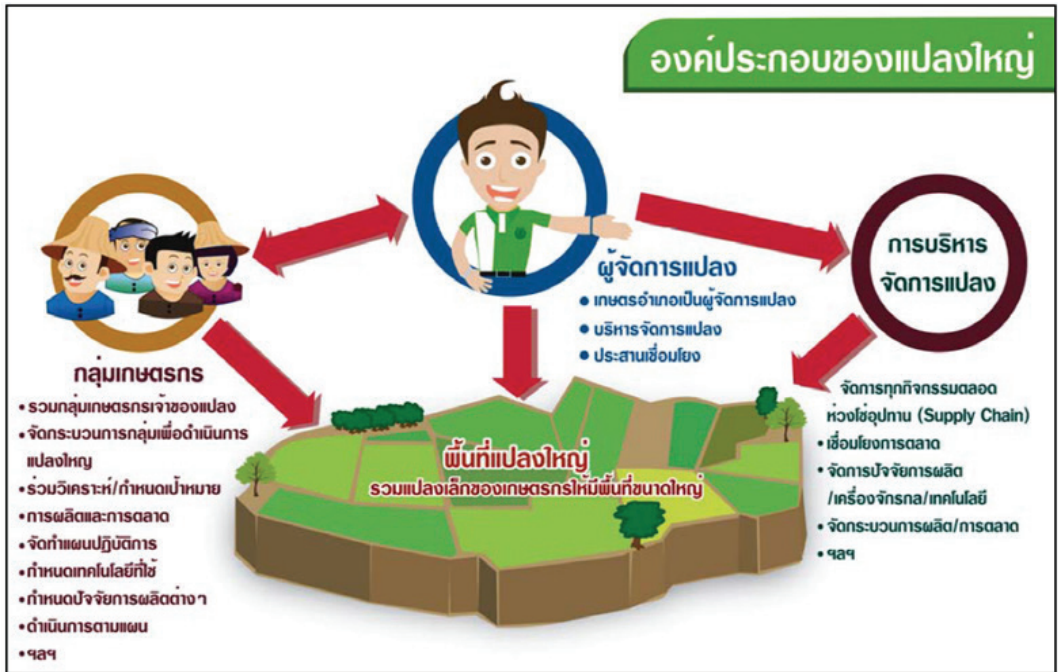 องค์ประกอบของแปลงใหญ่
ผู้จัดการแปลง
• เกษตรอำเภอเป็นผู้จัดการแปลง
• บริหารจัดการแปลง
• ประสานเชื่อมโยง
การบริหาร
จัดการแปลง
กลุ่มเกษตรกร
• รวมกลุ่มเกษตรกรเจ้าของแปลง
• จัดกระบวนการกลุ่มเพื่อดำเนินการ
แปลงใหญ่
• ร่วมวิเคราะห์/กำหนดเป้าหมาย
• การผลิตและการตลาด
• จัดทำแผนปฏิบัติการ
• กำหนดเทคโนโลยีที่ใช้
• กำหนดปัจจัยการผลิตต่างๆ
• ดำเนินการตามแผน
• ฯลฯ
พื้นที่แปลงใหญ่
รวมแปลงเล็กของเกษตรกรให้มีพื้นที่ขนาดใหญ่
จัดการทุกกิจกรรมตลอด
ห่วงโซ่อุปทาน (Supply Chain)
• เชื่อมโยงการตลาด
• จัดการปัจจัยการผลิต
/เครื่องจักรกล/เทคโนโลยี
• จัดกระบวนการผลิต/การตลาด
• ฯลฯ